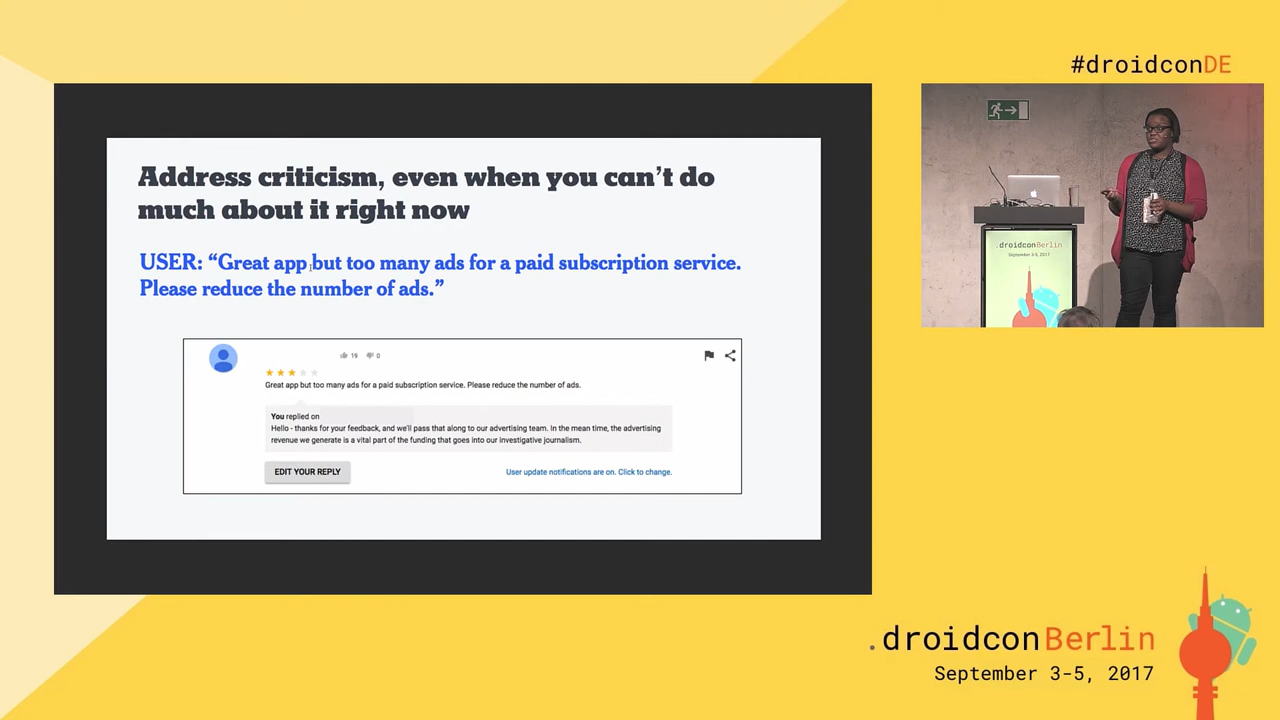 #droidconDE
Address criticism, even when you can't do
much about it right now
USER: “Great app but too many ads for a paid subscription service.
Please reduce the number of ads.”
19 0
Great app but too many ads for a paid subscription service. Please reduce the number of ads.
You replied on
Hello - thanks for your feedback, and we'll pass that along to our advertising team. In the mean time, the advertising
revenue we generate is a vital part of the funding that goes into our investigative journalism.
EDIT YOUR REPLY
User update notifications are on. Click to change.
.droidconBerlin
September 3-5, 2017
.droidconBerlin
September 3-5, 2017